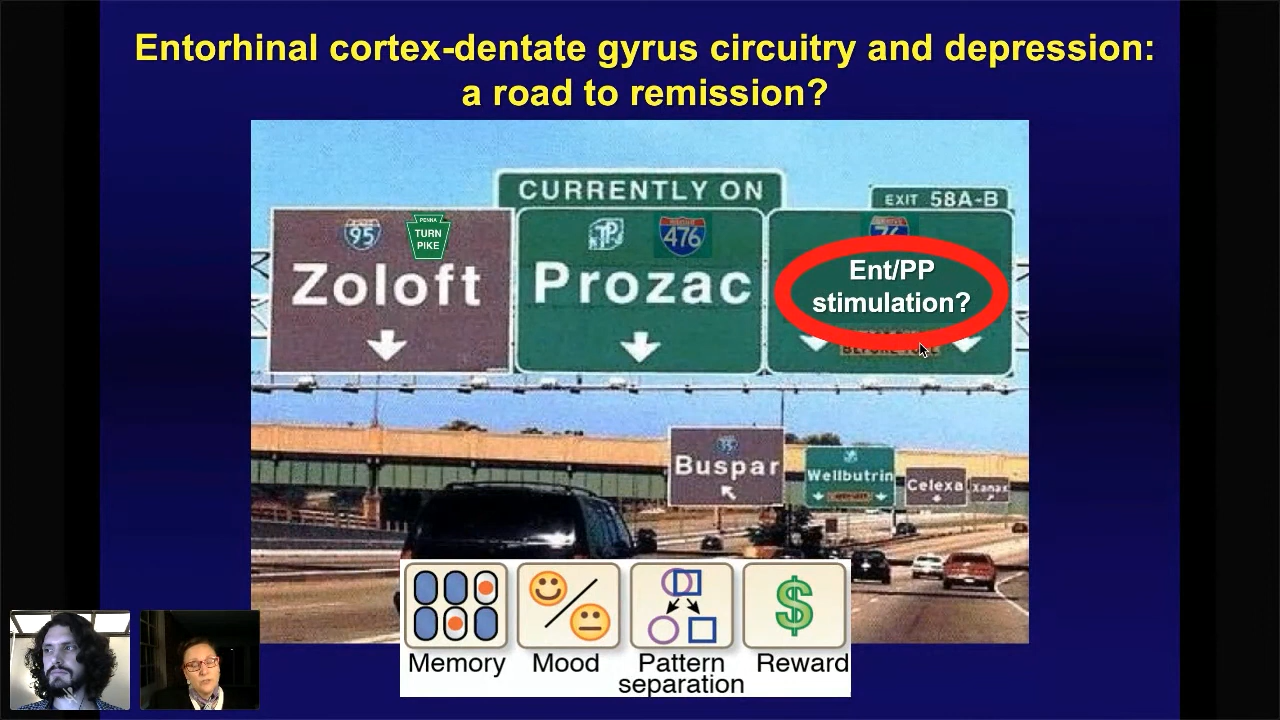 Entorhinal cortex-dentate gyrus circuitry and depression:
a road to remission?
CURRENTLY ON
EXIT 58A-B
95
PENNA
TURN
PIKE
476
76
Zoloft
Prozac
Ent/PP
stimulation?
Buspar
Wellbutrin
Celexa
Xanax
$
Memory
Mood
Pattern
separation
Reward